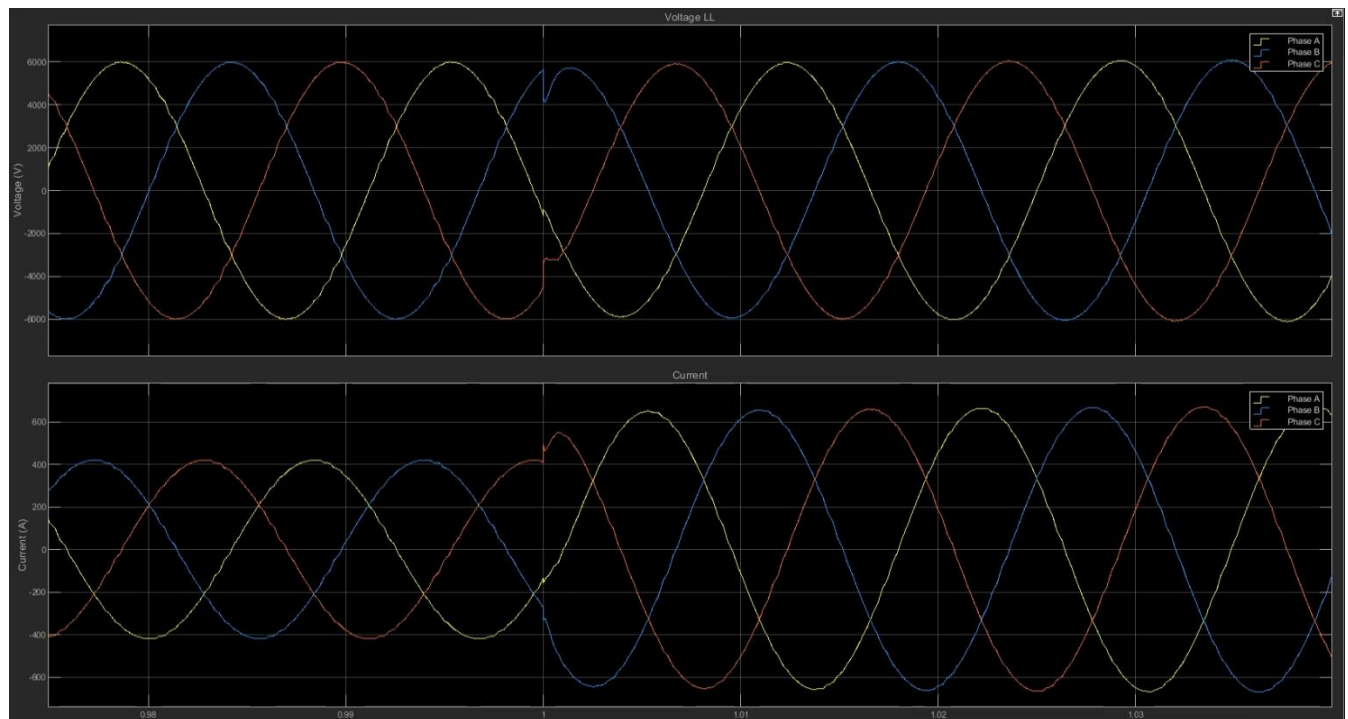 Voltage LL
Phase A
Phase B
Phase C
Voltage (V)
6000
4000
2000
0
-2000
-4000
-6000
Current
Phase A
Phase B
Phase C
Current (A)
600
400
200
0
-200
-400
-600
0.98
0.99
1
1.01
1.02
1.03